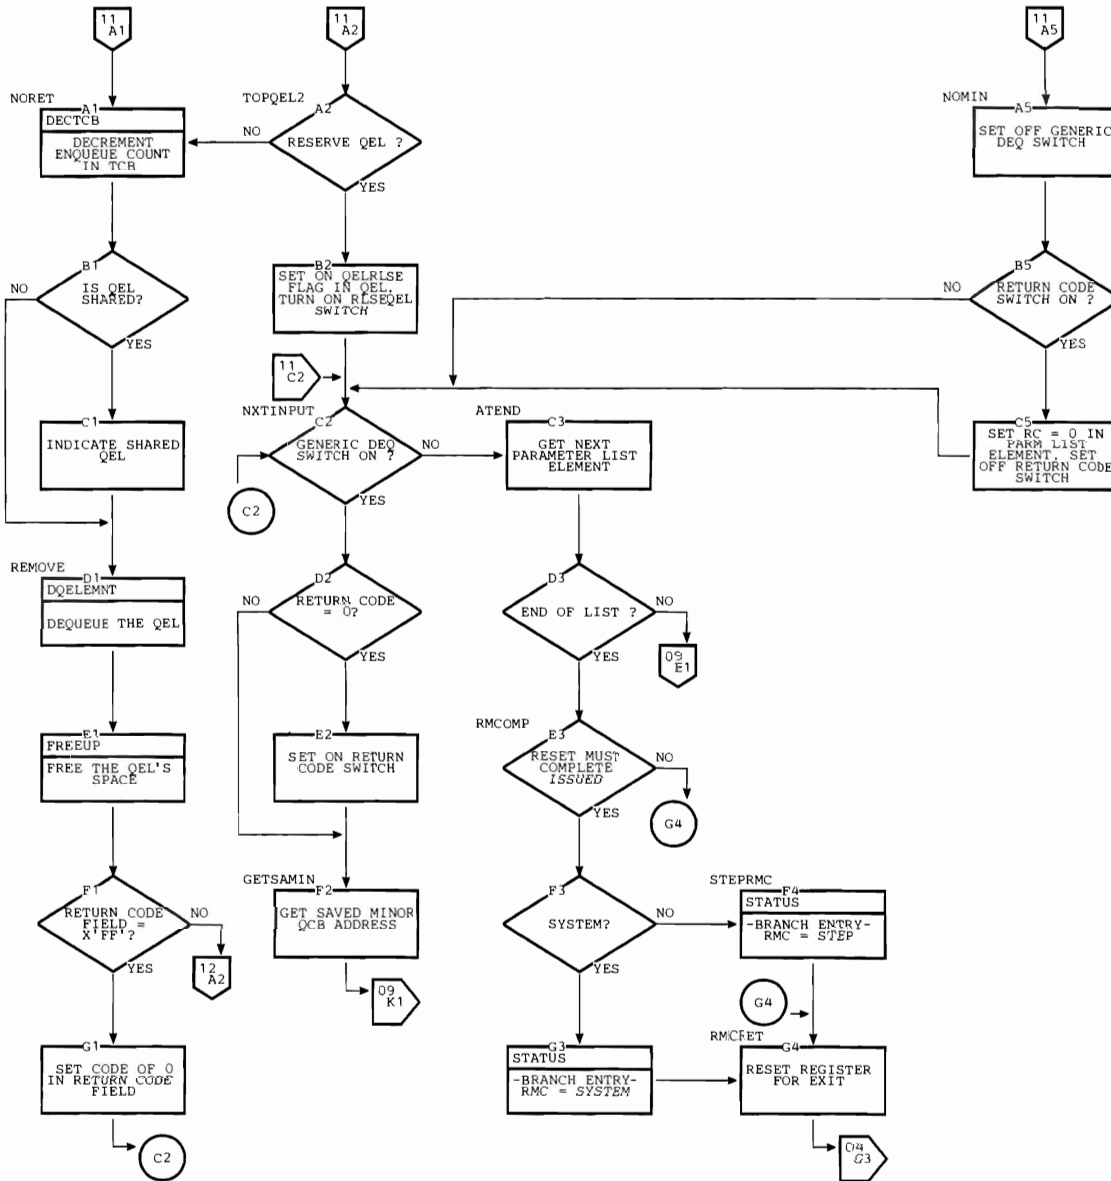 11
A1
11
A2
11
A5
NORET
A1
DECTCB
DECREMENT
ENQUEUE COUNT
IN TCB
NO
TOPQEL2
A2
RESERVE QEL ?
YES
NOMIN
A5
SET OFF GENERIC
DEQ SWITCH
B1
IS QEL
SHARED?
NO
YES
B2
SET ON QELRLSE
FLAG IN QEL,
TURN ON RLSEQEL
SWITCH
B5
RETURN CODE
SWITCH ON ?
NO
YES
11
C2
C1
INDICATE SHARED
QEL
NXTINPUT
C2
GENERIC DEQ
SWITCH ON ?
NO
YES
C2
ATEND
C3
GET NEXT
PARAMETER LIST
ELEMENT
C5
SET RC = 0 IN
PARM LIST
ELEMENT, SET
OFF RETURN CODE
SWITCH
REMOVE
D1
DQELEMNT
DEQUEUE THE QEL
D2
RETURN CODE
= 0?
NO
YES
D3
END OF LIST ?
NO
YES
09
E1
E1
FREEUP
FREE THE QEL'S
SPACE
E2
SET ON RETURN
CODE SWITCH
RMCOMP
E3
RESET MUST
COMPLETE
ISSUED
NO
YES
G4
F1
RETURN CODE
FIELD =
X'FF'?
NO
YES
12
A2
GETSAMIN
F2
GET SAVED MINOR
QCB ADDRESS
09
K1
F3
SYSTEM?
NO
YES
STEPRMC
F4
STATUS
-BRANCH ENTRY-
RMC = STEP
G4
G1
SET CODE OF 0
IN RETURN CODE
FIELD
C2
G3
STATUS
-BRANCH ENTRY-
RMC = SYSTEM
RMCRET
G4
RESET REGISTER
FOR EXIT
04
G3